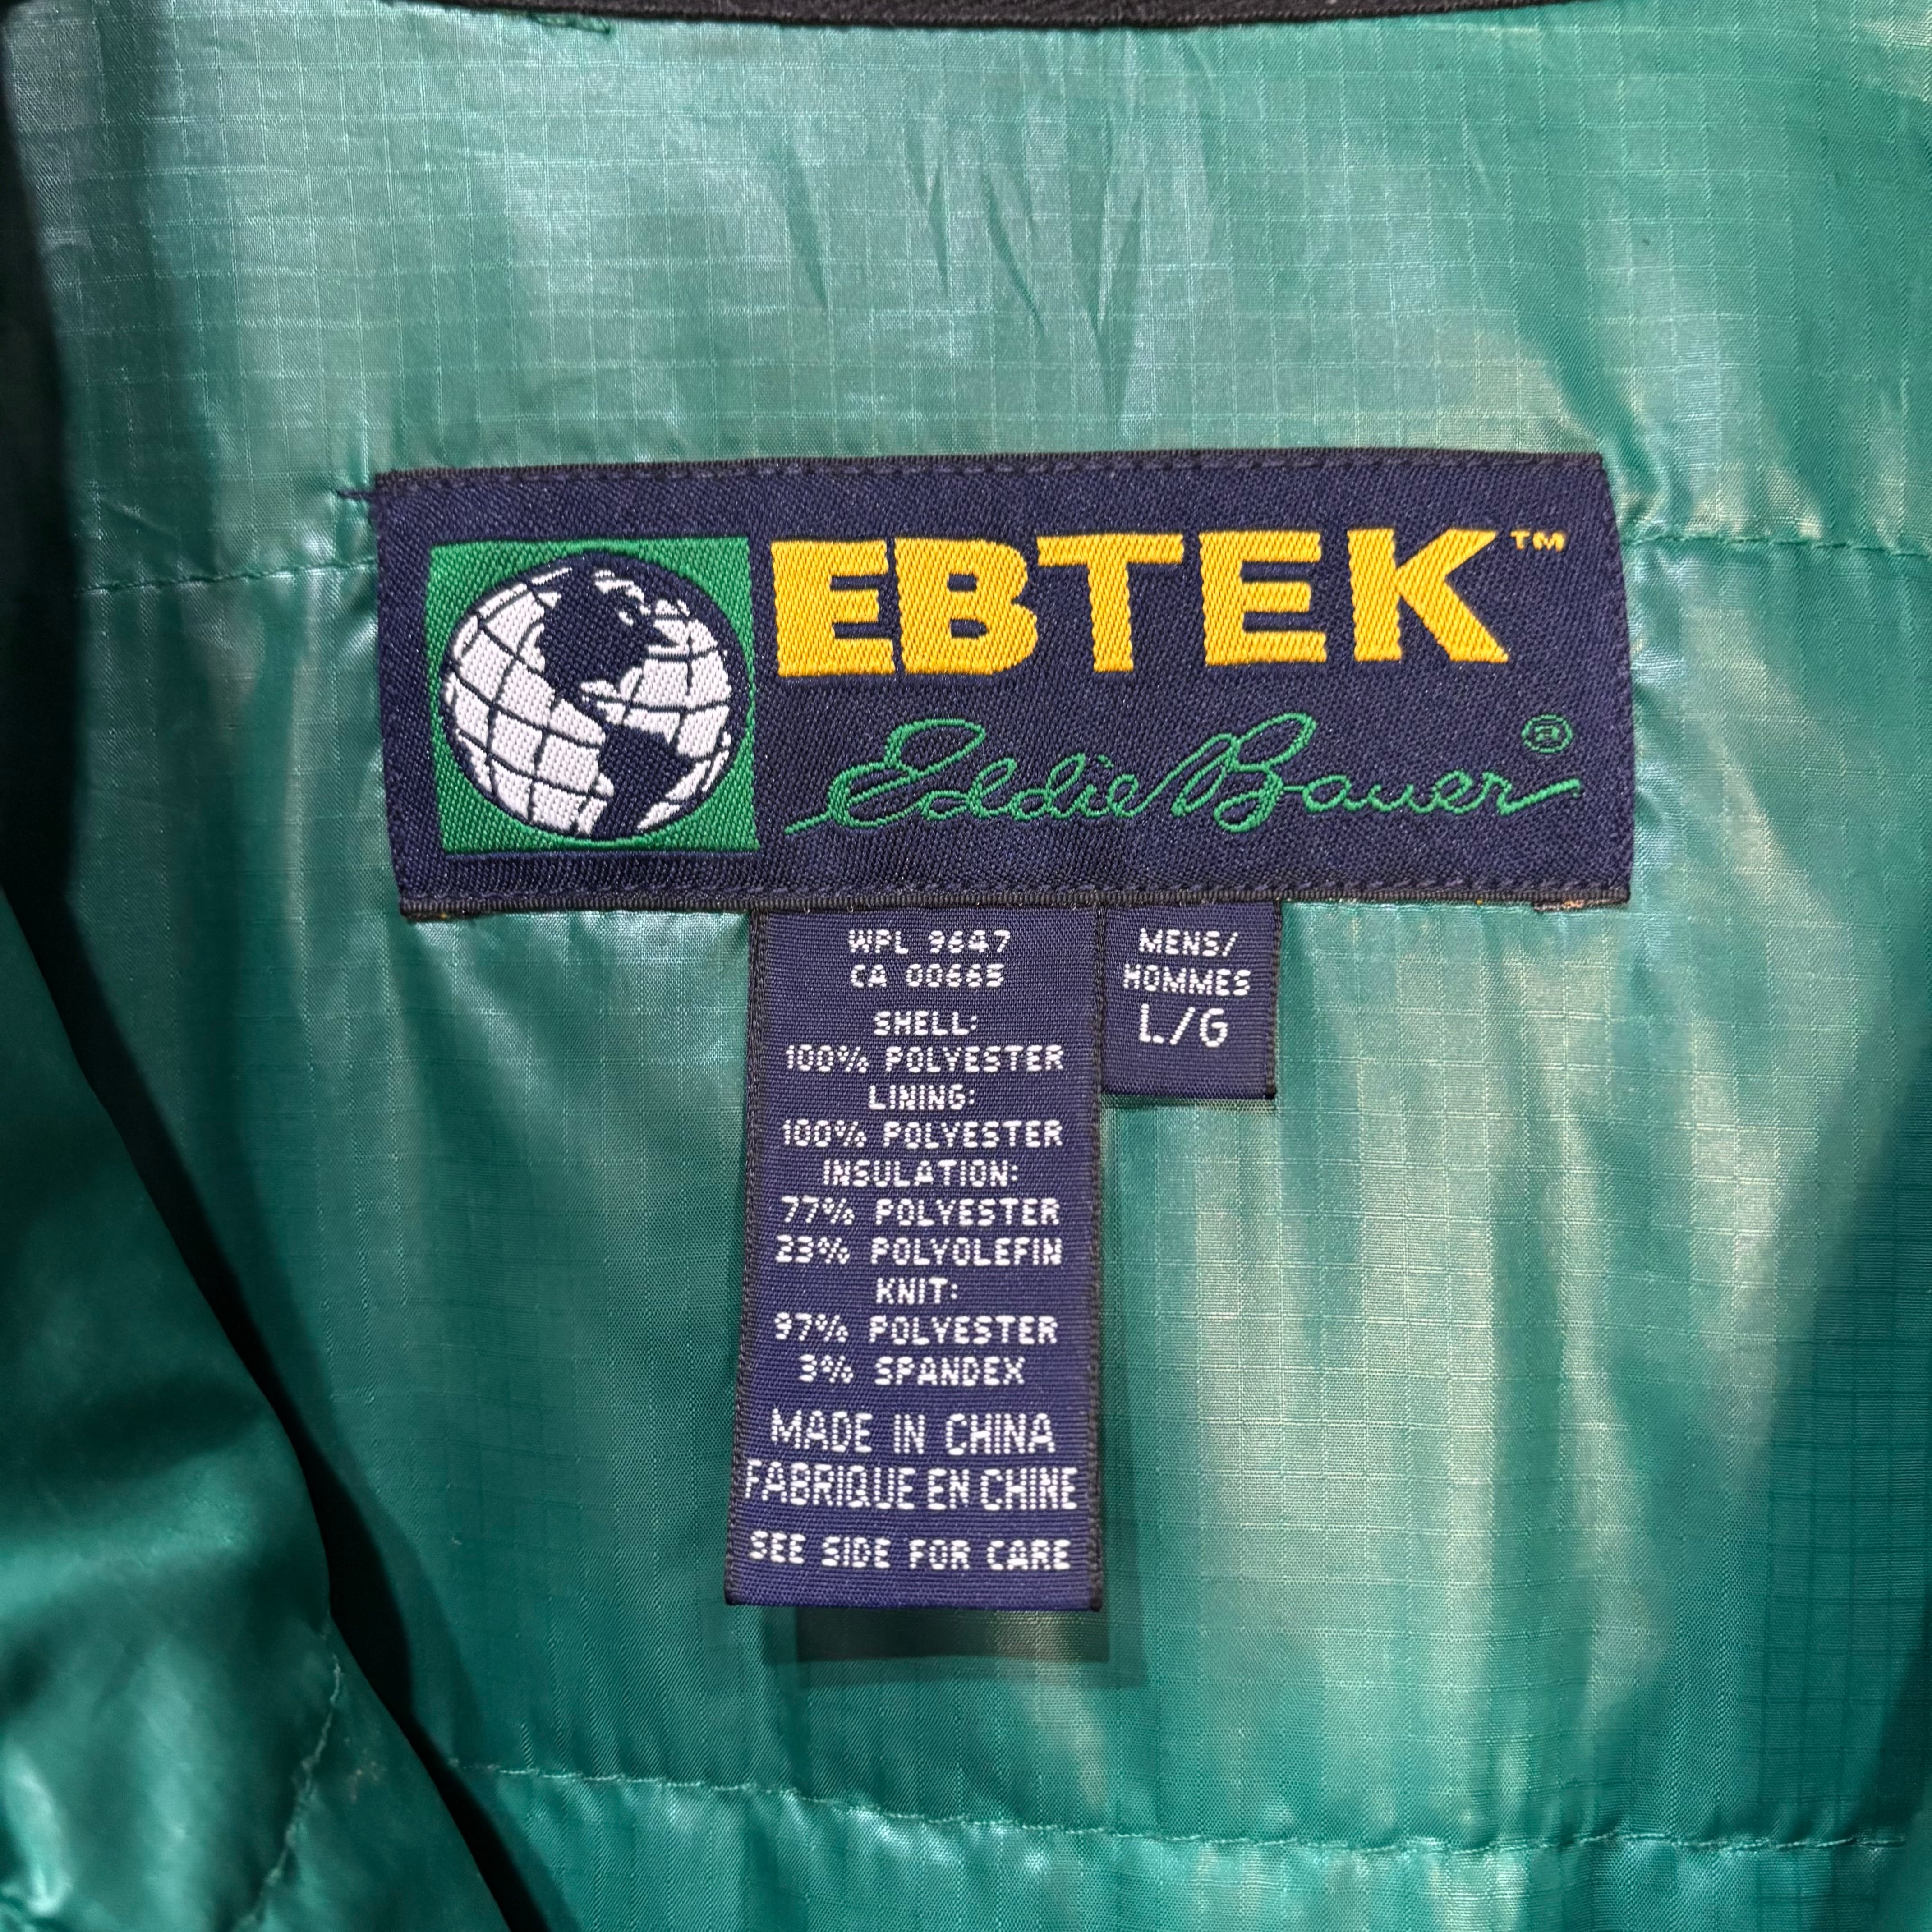 EBTEK™
Eddie Bauer®
WPL 9647
CA 00665
SHELL:
100% POLYESTER
LINING:
100% POLYESTER
INSULATION:
77% POLYESTER
23% POLYOLEFIN
KNIT:
97% POLYESTER
3% SPANDEX
MADE IN CHINA
FABRIQUE EN CHINE
SEE SIDE FOR CARE
MENS/
HOMMES
L/G